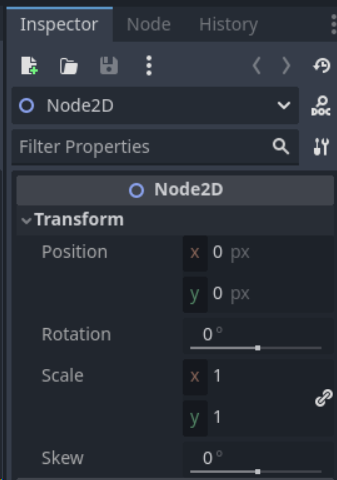 Inspector Node History
Node2D
DOC
Filter Properties
Node2D
Transform
Position x 0 px
y 0 px
Rotation 0 °
Scale x 1
y 1
Skew 0 °